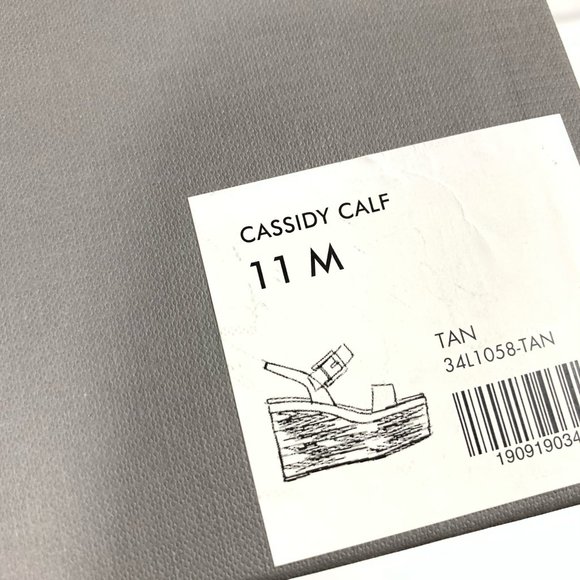 CASSIDY CALF
11 M
TAN
34L1058-TAN
190919034